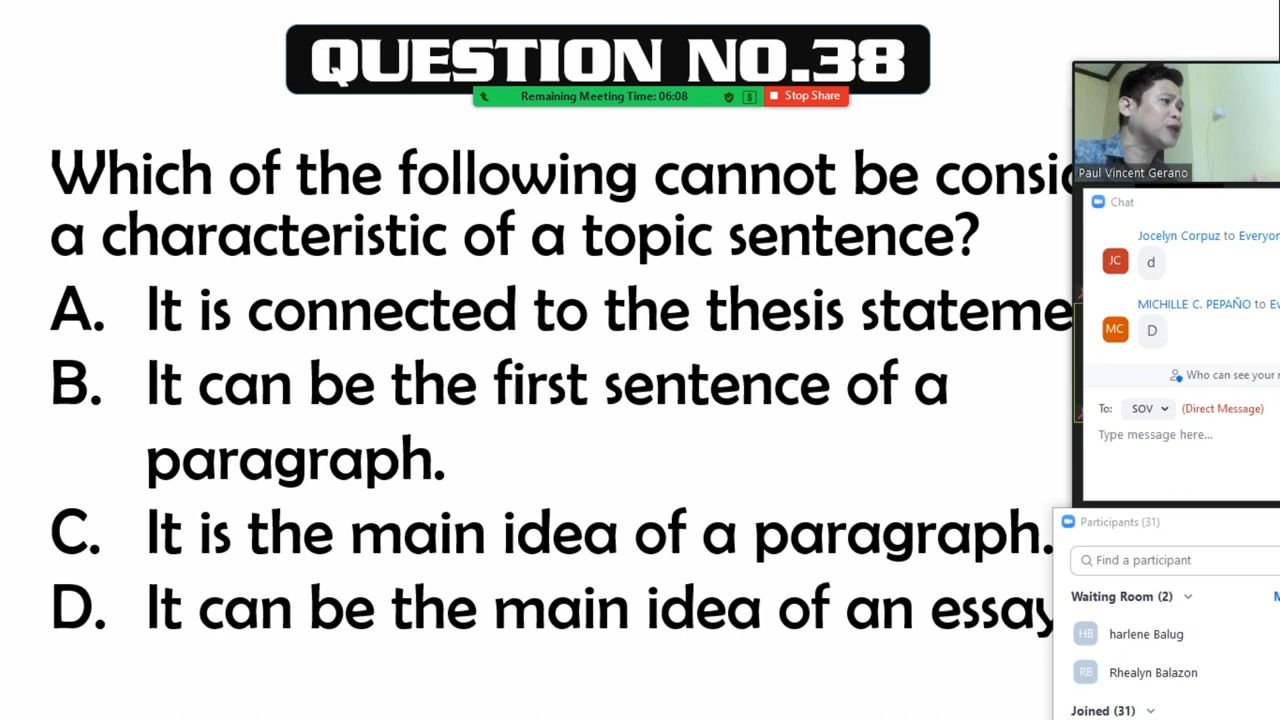 QUESTION NO.38
Remaining Meeting Time: 06:08
Stop Share
Which of the following cannot be consi
a characteristic of a topic sentence?
A. It is connected to the thesis stateme
B. It can be the first sentence of a
paragraph.
C. It is the main idea of a paragraph.
D. It can be the main idea of an essay
Paul Vincent Gerano
Chat
Jocelyn Corpuz to Everyon
JC
d
MICHILLE C. PEPAÑO to Ev
MC
D
Who can see your
To: SOV (Direct Message)
Type message here...
Participants (31)
Find a participant
Waiting Room (2)
HB
harlene Balug
RB
Rhealyn Balazon
Joined (31)